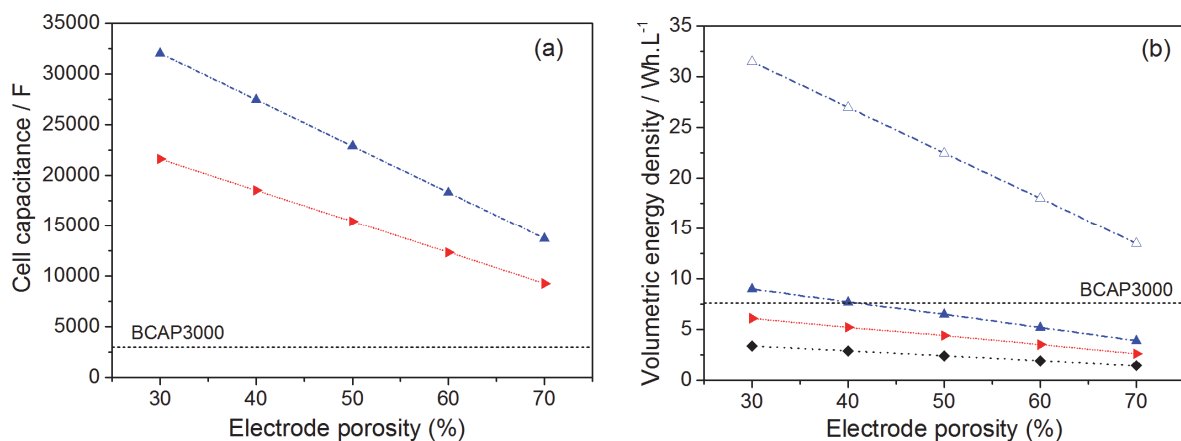 (a)
Cell capacitance / F
35000
30000
25000
20000
15000
10000
5000
0
BCAP3000
30 40 50 60 70
Electrode porosity (%)
(b)
Volumetric energy density / Wh.L⁻¹
35
30
25
20
15
10
5
0
BCAP3000
30 40 50 60 70
Electrode porosity (%)